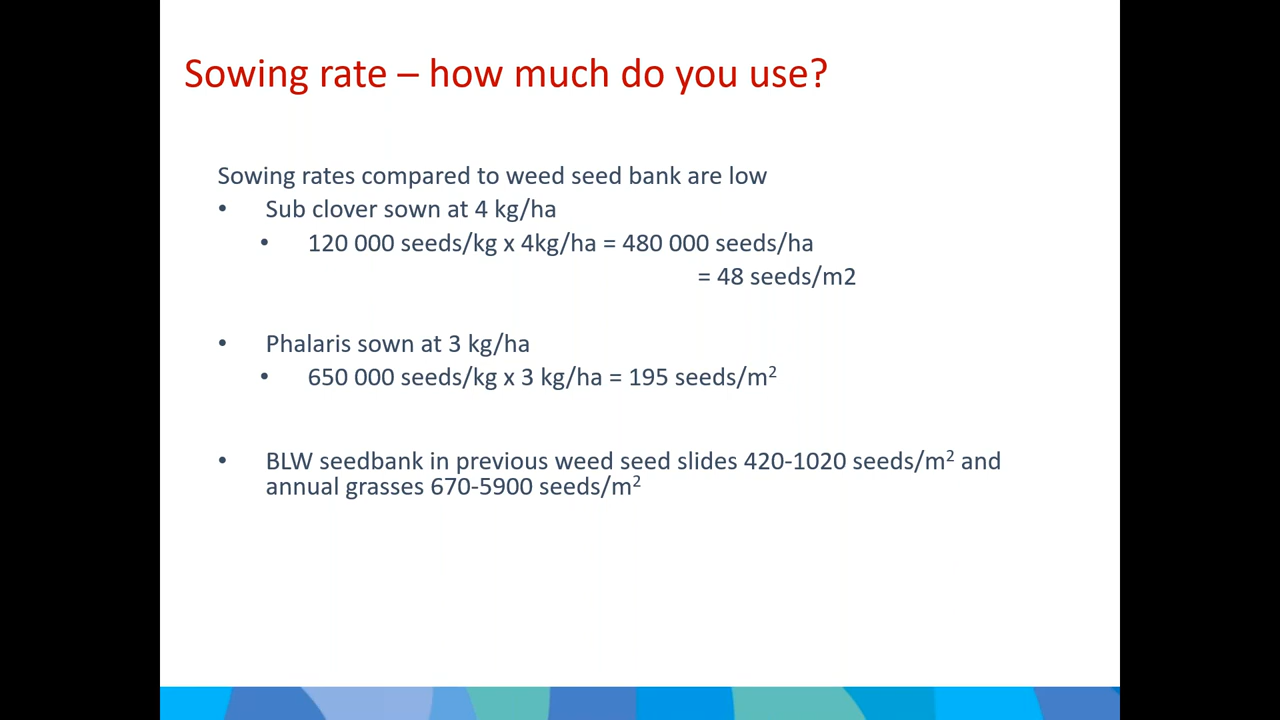 Sowing rate – how much do you use?
Sowing rates compared to weed seed bank are low
• Sub clover sown at 4 kg/ha
• 120 000 seeds/kg x 4kg/ha = 480 000 seeds/ha
= 48 seeds/m2
• Phalaris sown at 3 kg/ha
• 650 000 seeds/kg x 3 kg/ha = 195 seeds/m²
• BLW seedbank in previous weed seed slides 420-1020 seeds/m² and
annual grasses 670-5900 seeds/m²